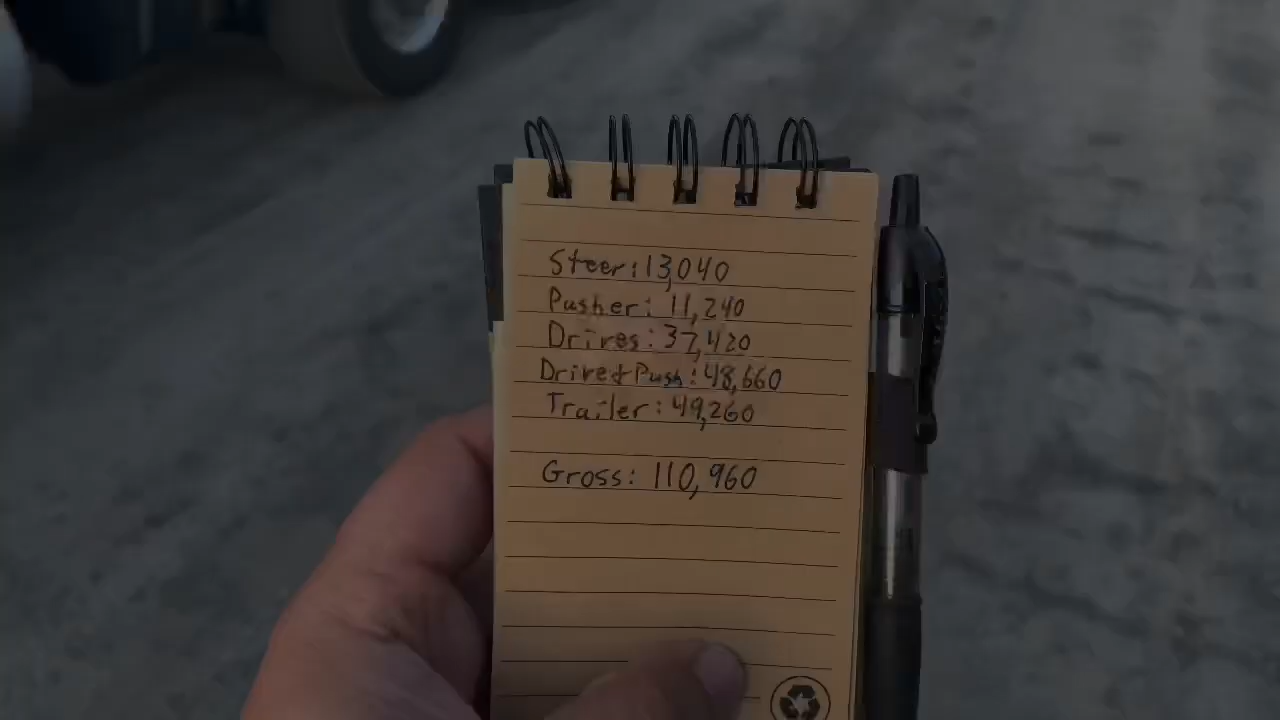 Steer: 13,040
Pusher: 11,240
Drives: 37,420
Drive+Push: 48,660
Trailer: 49,260
Gross: 110,960